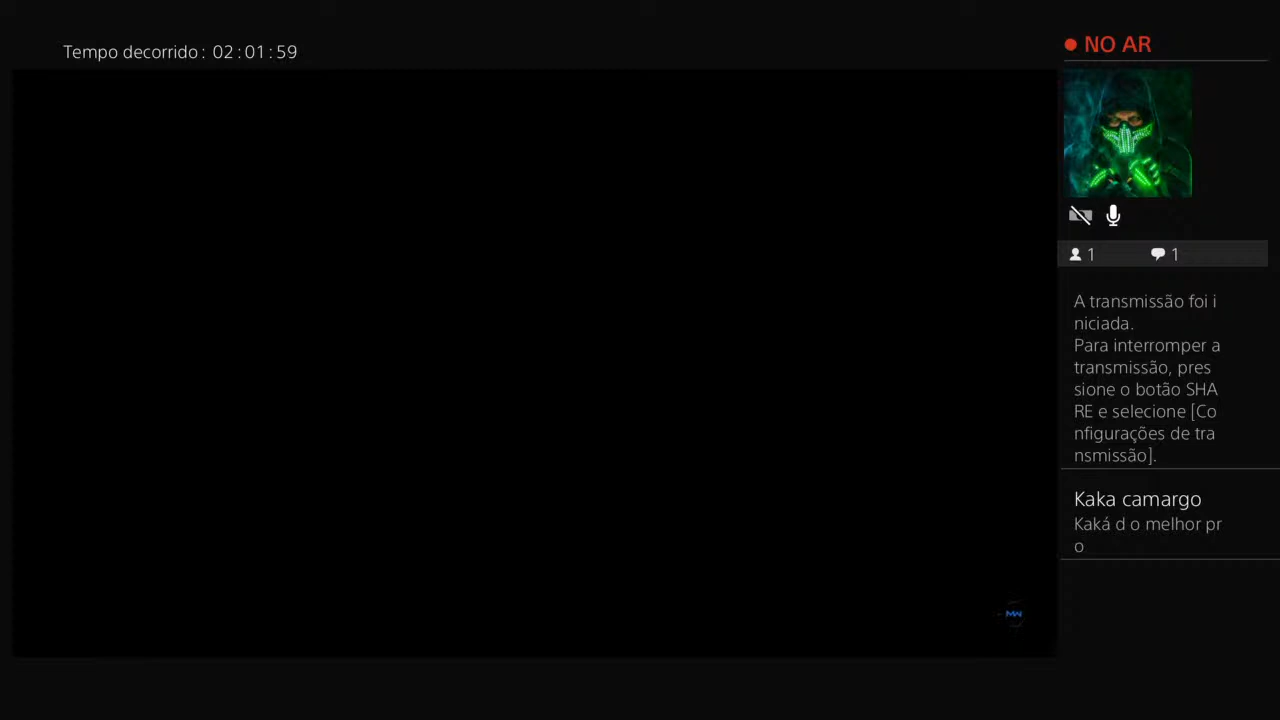 Tempo decorrido: 02:01:59
NO AR
1 1
A transmissão foi i
niciada.
Para interromper a
transmissão, pres
sione o botão SHA
RE e selecione [Co
nfigurações de tra
nsmissão].
Kaka camargo
Kaká d o melhor pr
o
MW